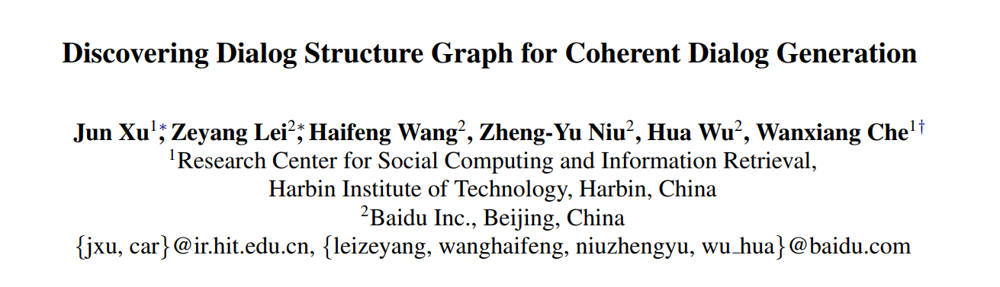 Discovering Dialog Structure Graph for Coherent Dialog Generation
Jun Xu1*, Zeyang Lei2*, Haifeng Wang2, Zheng-Yu Niu2, Hua Wu2, Wanxiang Che1†
1Research Center for Social Computing and Information Retrieval,
Harbin Institute of Technology, Harbin, China
2Baidu Inc., Beijing, China
{jxu, car}@ir.hit.edu.cn, {leizeyang, wanghaifeng, niuzhengyu, wu_hua}@baidu.com